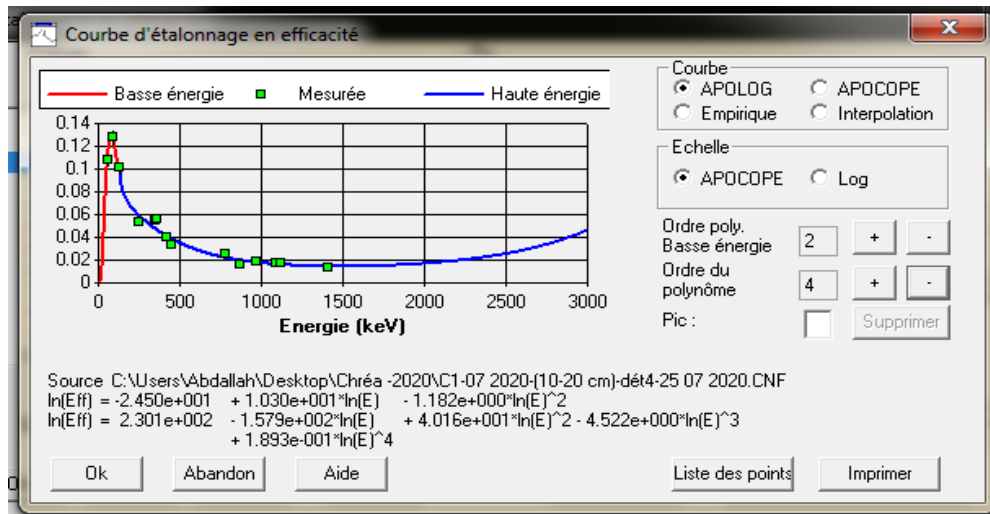 Courbe d'étalonnage en efficacité
Basse énergie Mesurée Haute énergie
0.14
0.12
0.1
0.08
0.06
0.04
0.02
0
0 500 1000 1500 2000 2500 3000
Energie (keV)
Courbe
APOLOG APOCOPE
Empirique Interpolation
Echelle
APOCOPE Log
Ordre poly.
Basse énergie 2 + -
Ordre du
polynôme 4 + -
Pic : Supprimer
Source C:\Users\Abdallah\Desktop\Chréa -2020\C1-07 2020-(10-20 cm)-dét4-25 07 2020.CNF
ln(Eff) = -2.450e+001 + 1.030e+001*ln(E) - 1.182e+000*ln(E)^2
ln(Eff) = 2.301e+002 - 1.579e+002*ln(E) + 4.016e+001*ln(E)^2 - 4.522e+000*ln(E)^3
+ 1.893e-001*ln(E)^4
Ok Abandon Aide Liste des points Imprimer